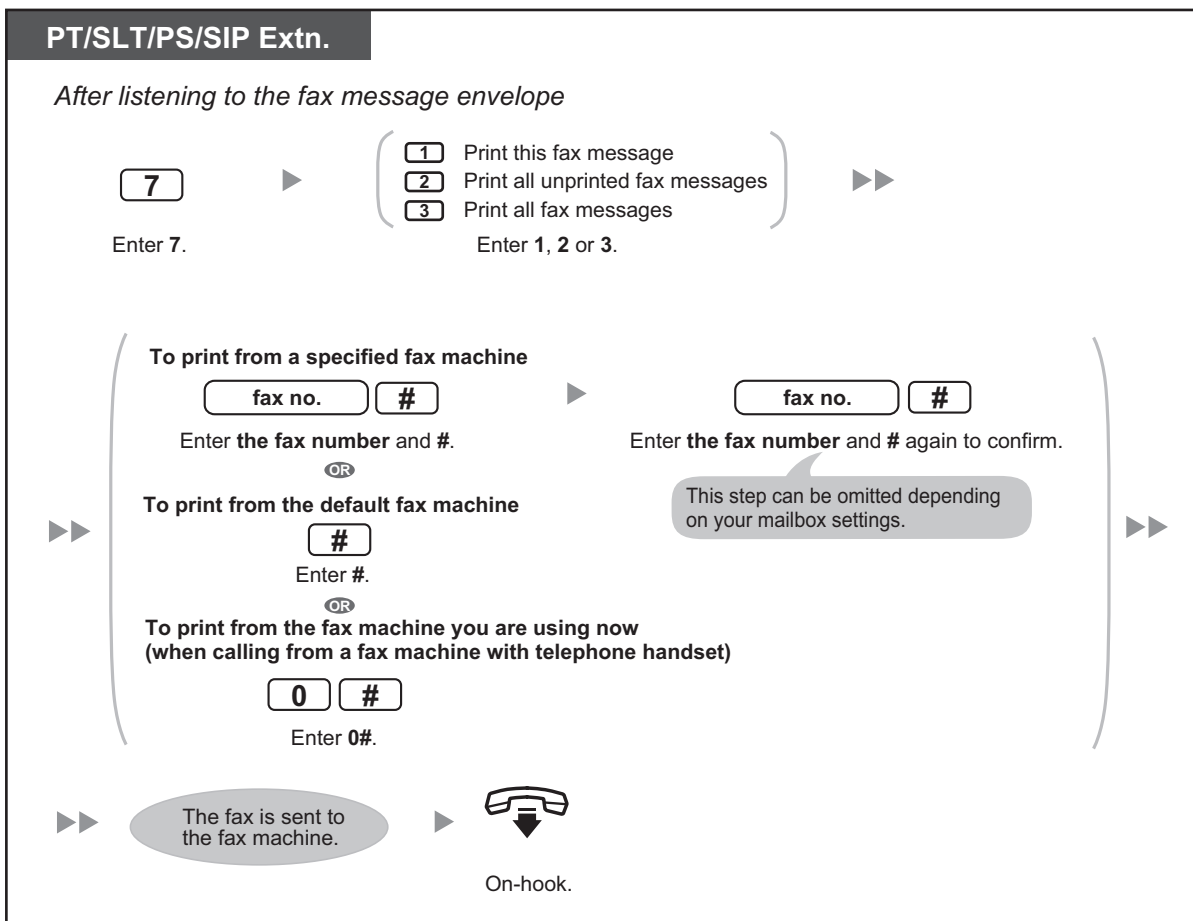 PT/SLT/PS/SIP Extn.
After listening to the fax message envelope
7
Enter 7.
1 Print this fax message
2 Print all unprinted fax messages
3 Print all fax messages
Enter 1, 2 or 3.
To print from a specified fax machine
fax no. #
Enter the fax number and #.
fax no. #
Enter the fax number and # again to confirm.
This step can be omitted depending
on your mailbox settings.
OR
To print from the default fax machine
#
Enter #.
OR
To print from the fax machine you are using now
(when calling from a fax machine with telephone handset)
0 #
Enter 0#.
The fax is sent to
the fax machine.
On-hook.